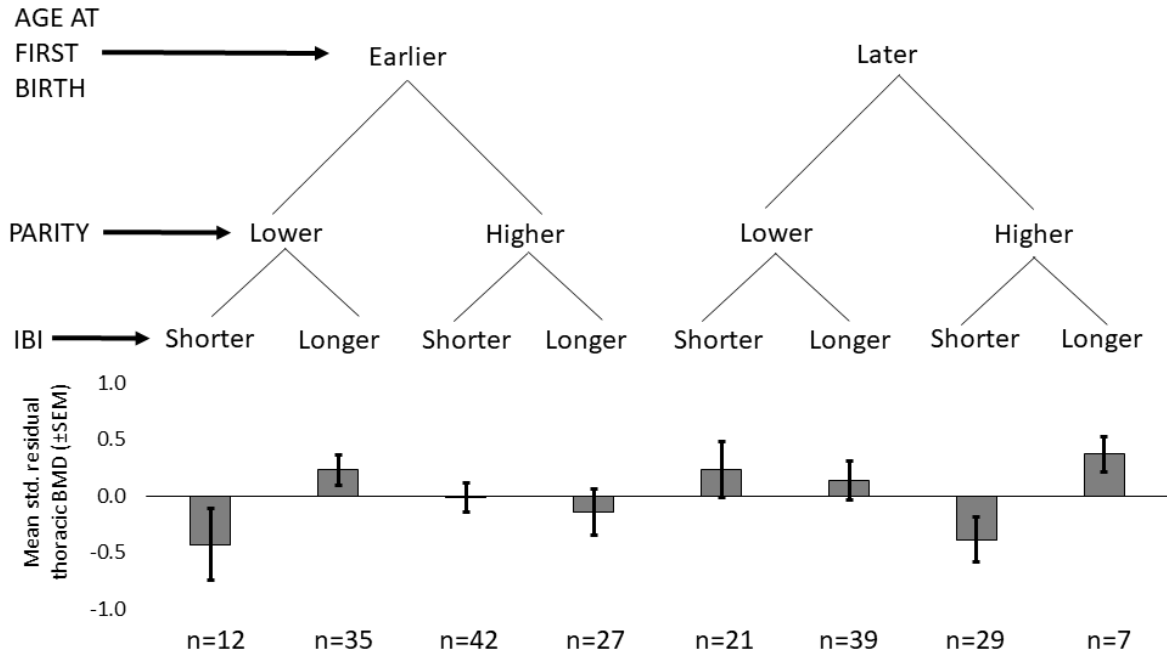 AGE AT
FIRST
BIRTH
Earlier
Later
PARITY
Lower
Higher
Lower
Higher
IBI
Shorter
Longer
Shorter
Longer
Shorter
Longer
Shorter
Longer
Mean std. residual
thoracic BMD (±SEM)
1.0
0.5
0.0
-0.5
-1.0
n=12
n=35
n=42
n=27
n=21
n=39
n=29
n=7